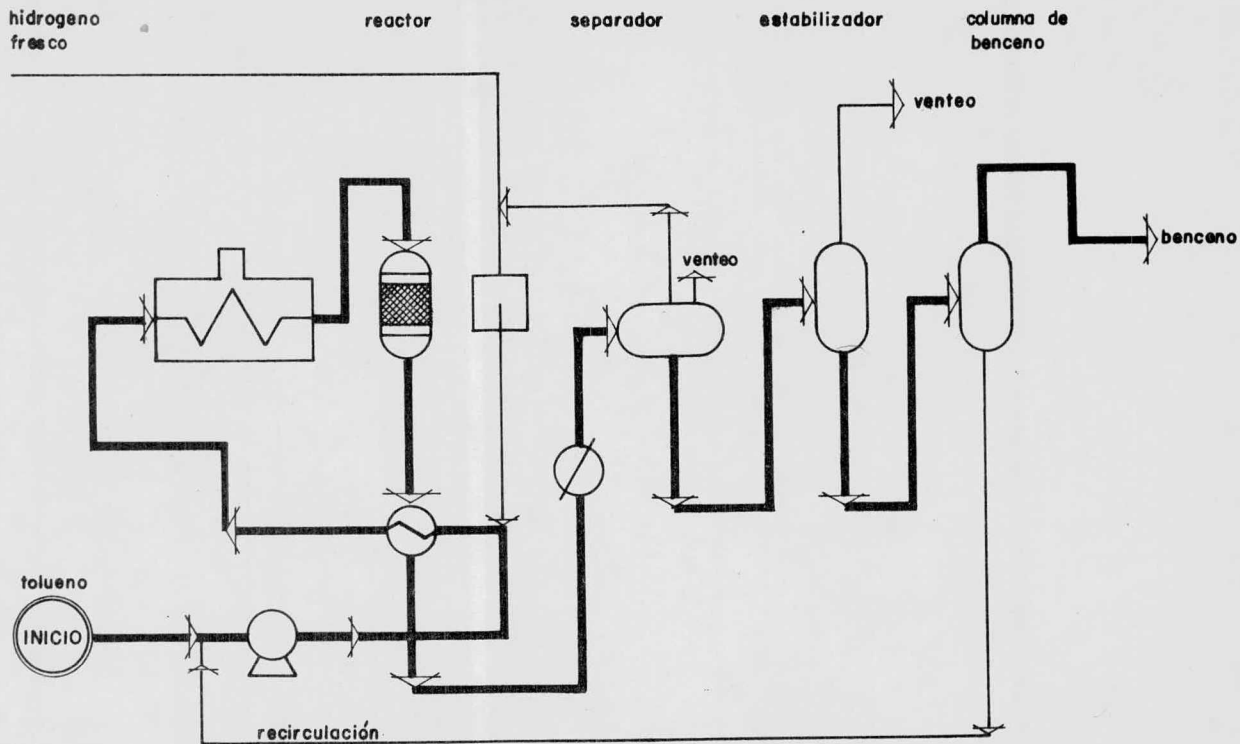 hidrogeno
fresco
reactor
separador
estabilizador
columna de
benceno
venteo
venteo
benceno
tolueno
INICIO
recirculación